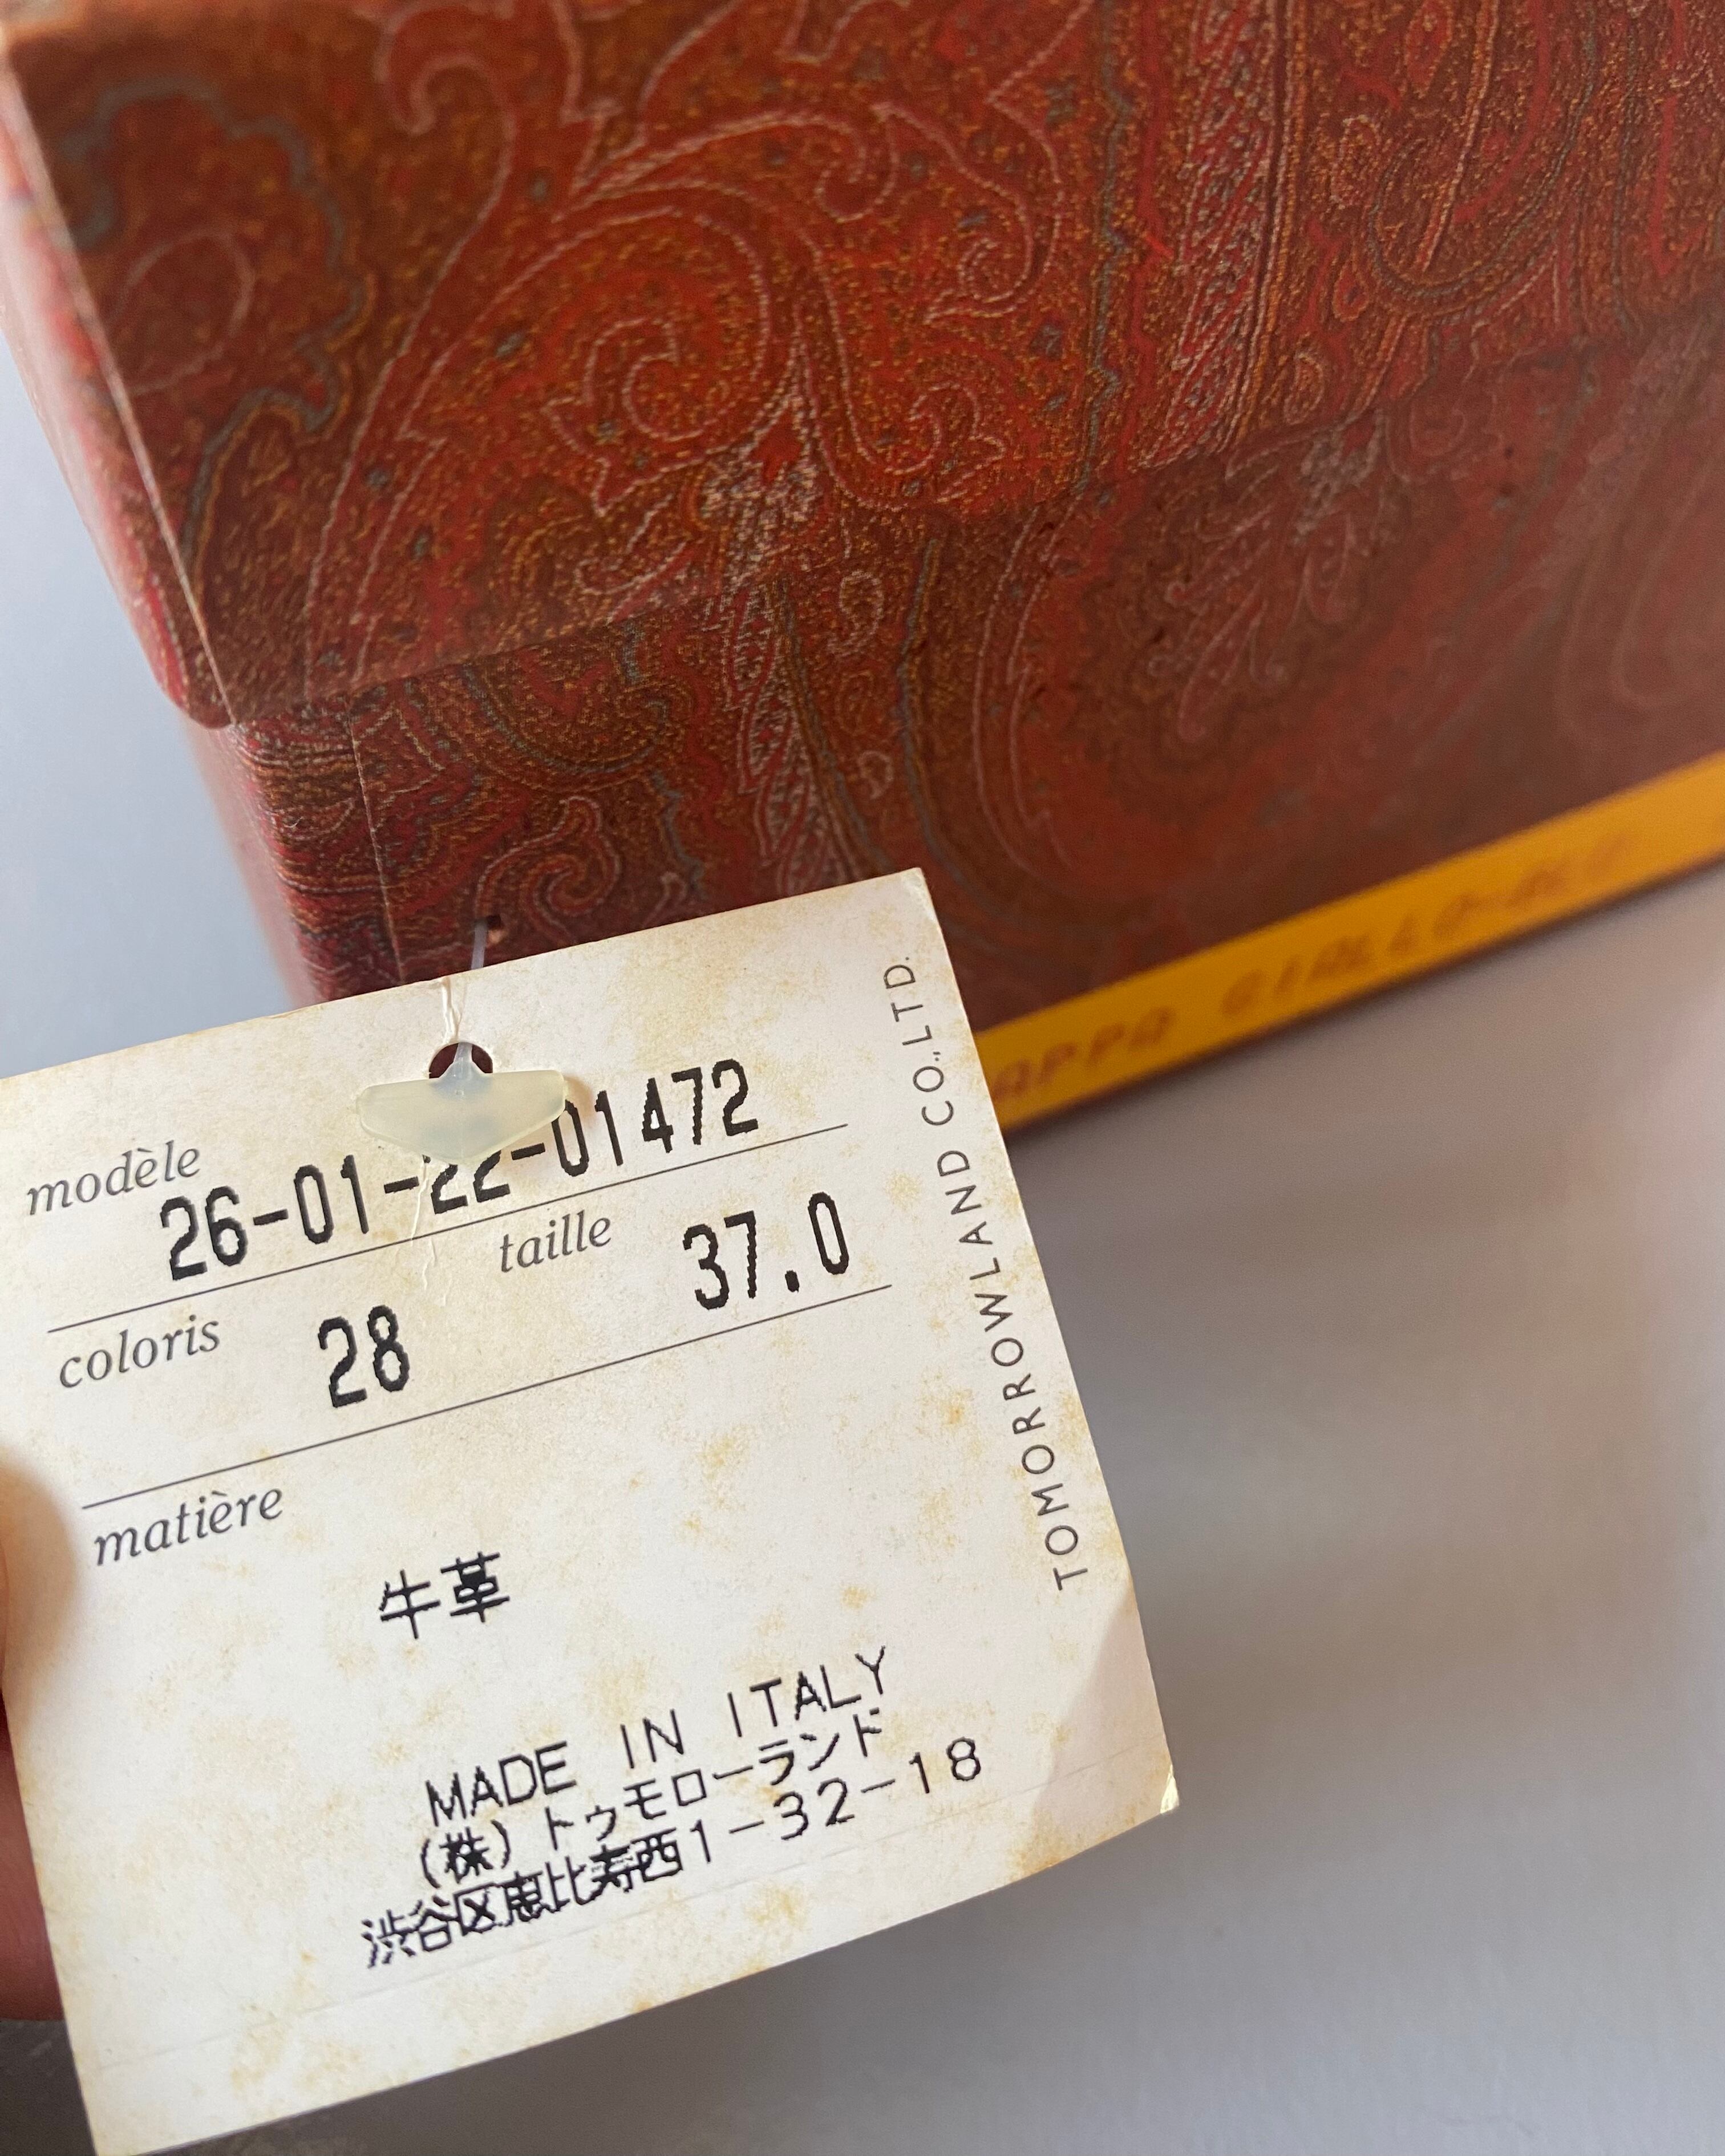 modèle 26-01-22-01472
coloris 28 taille 37.0
matière
牛革
MADE IN ITALY
(株)トゥモローランド
渋谷区恵比寿西1-32-18
TOMORROWLAND CO.,LTD.